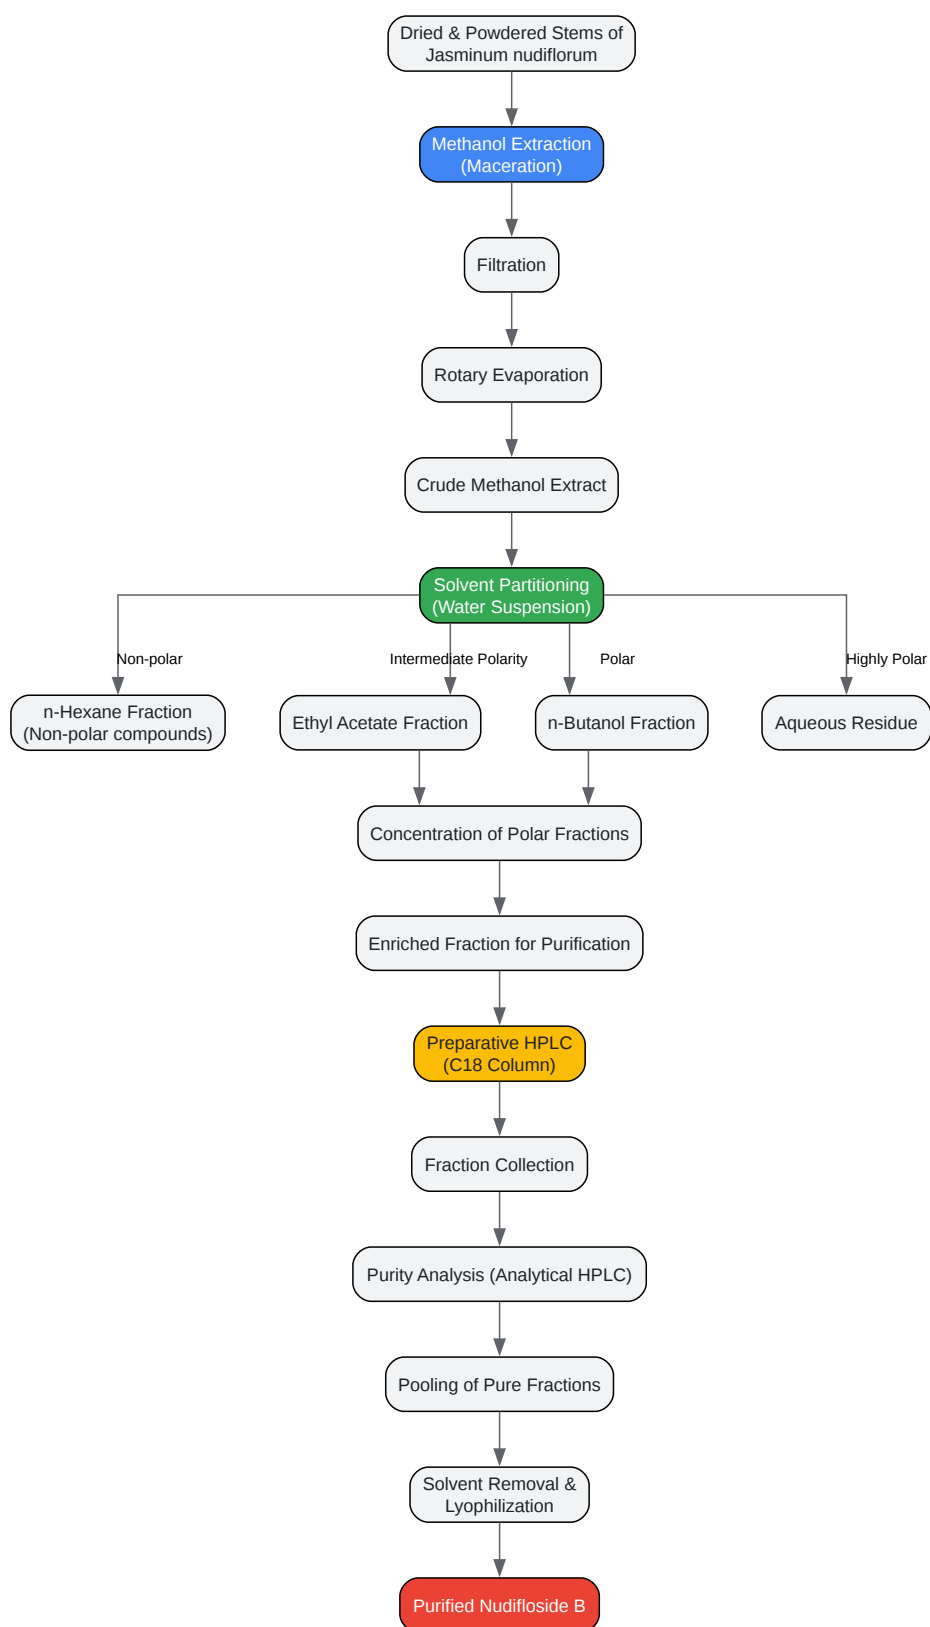 Dried & Powdered Stems of
Jasminum nudiflorum
Methanol Extraction
(Maceration)
Filtration
Rotary Evaporation
Crude Methanol Extract
Solvent Partitioning
(Water Suspension)
Non-polar
Intermediate Polarity
Polar
Highly Polar
n-Hexane Fraction
(Non-polar compounds)
Ethyl Acetate Fraction
n-Butanol Fraction
Aqueous Residue
Concentration of Polar Fractions
Enriched Fraction for Purification
Preparative HPLC
(C18 Column)
Fraction Collection
Purity Analysis (Analytical HPLC)
Pooling of Pure Fractions
Solvent Removal &
Lyophilization
Purified Nudifloside B